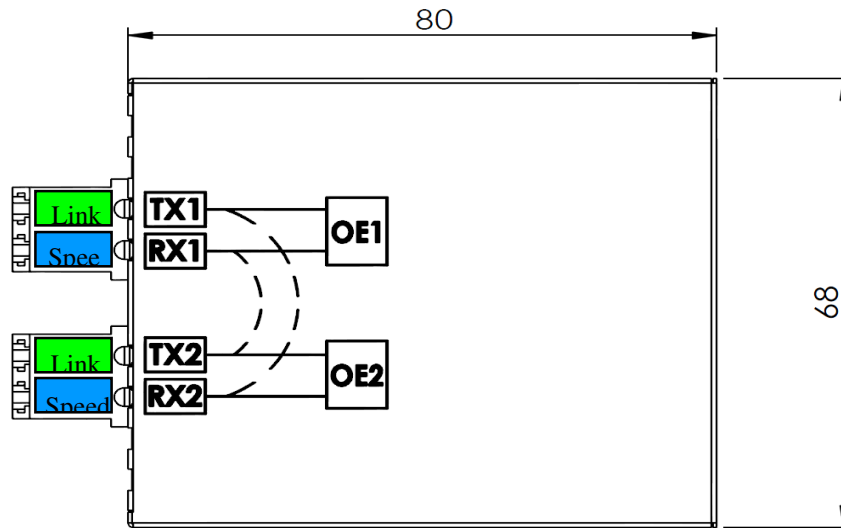 80
Link
TX1
OE1
Spee
RX1
68
Link
TX2
OE2
Speed
RX2